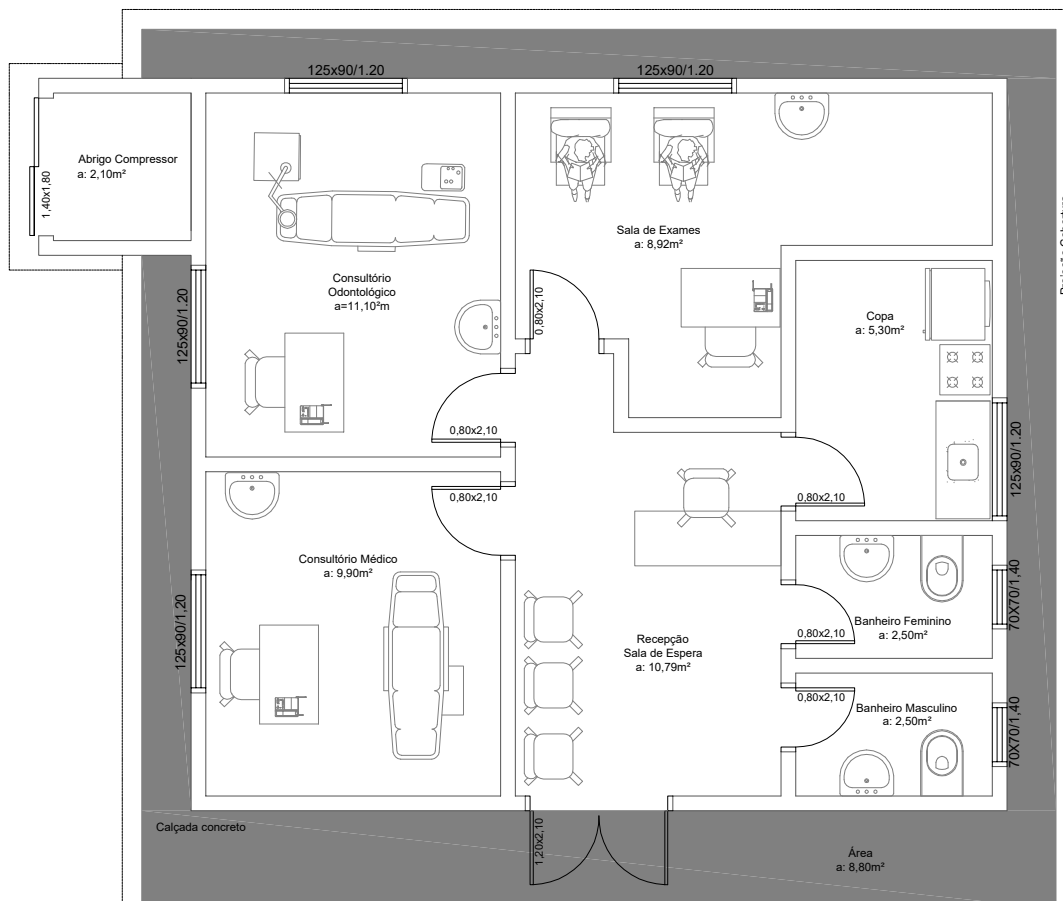 125x90/1.20
125x90/1.20
Abrigo Compressor
a: 2,10m²
1,40x1,80
Sala de Exames
a: 8,92m²
Consultório
Odontológico
a=11,10²m
125x90/1.20
0,80x2,10
Copa
a: 5,30m²
0,80x2,10
0,80x2,10
0,80x2,10
125x90/1.20
Consultório Médico
a: 9,90m²
125x90/1,20
Recepção
Sala de Espera
a: 10,79m²
Banheiro Feminino
a: 2,50m²
0,80x2,10
70X70/1,40
0,80x2,10
Banheiro Masculino
a: 2,50m²
70X70/1,40
Calçada concreto
1,20x2,10
Área
a: 8,80m²